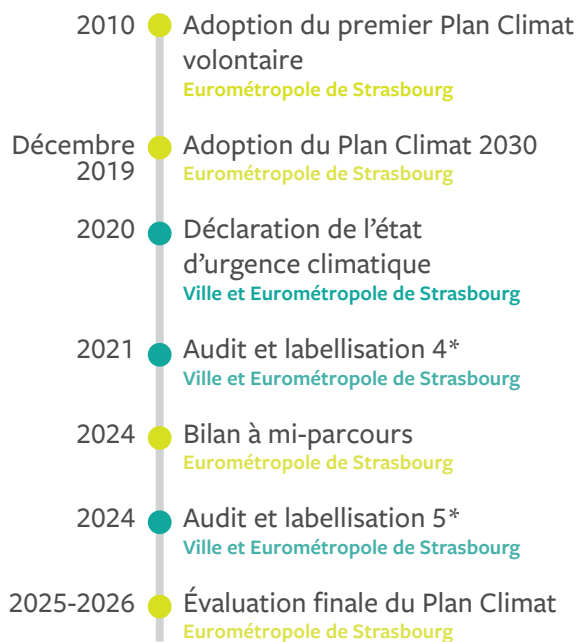 2010 Adoption du premier Plan Climat
volontaire
Eurométropole de Strasbourg
Décembre
2019 Adoption du Plan Climat 2030
Eurométropole de Strasbourg
2020 Déclaration de l’état
d’urgence climatique
Ville et Eurométropole de Strasbourg
2021 Audit et labellisation 4*
Ville et Eurométropole de Strasbourg
2024 Bilan à mi-parcours
Eurométropole de Strasbourg
2024 Audit et labellisation 5*
Ville et Eurométropole de Strasbourg
2025-2026 Évaluation finale du Plan Climat
Eurométropole de Strasbourg